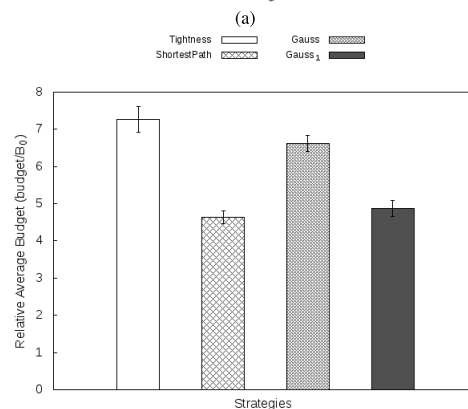 (a)
Tightness
ShortestPath
Gauss
Gauss1
Relative Average Budget (budget/B0)
8
7
6
5
4
3
2
1
0
Strategies